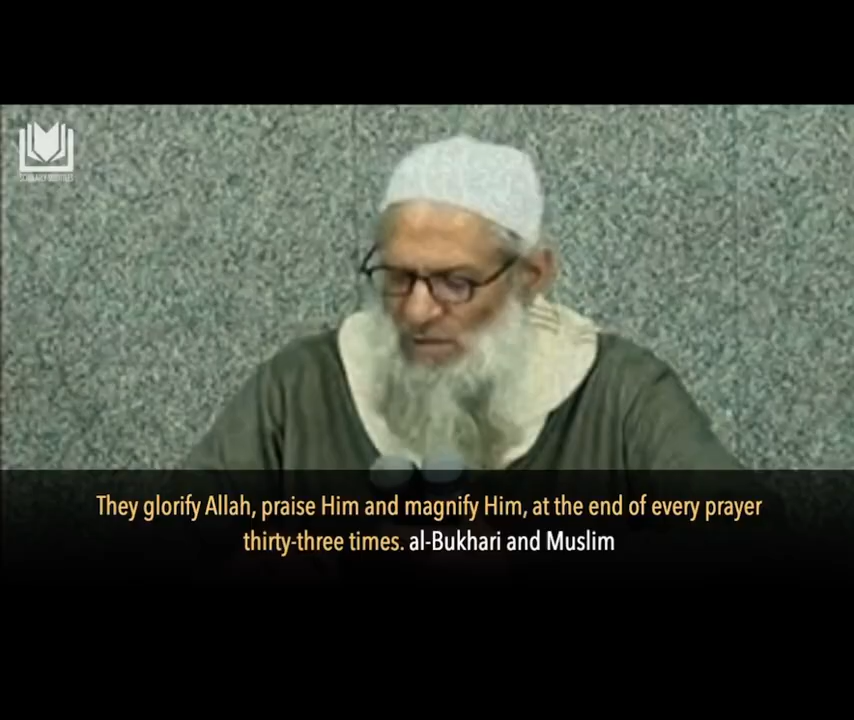 They glorify Allah, praise Him and magnify Him, at the end of every prayer
thirty-three times. al-Bukhari and Muslim